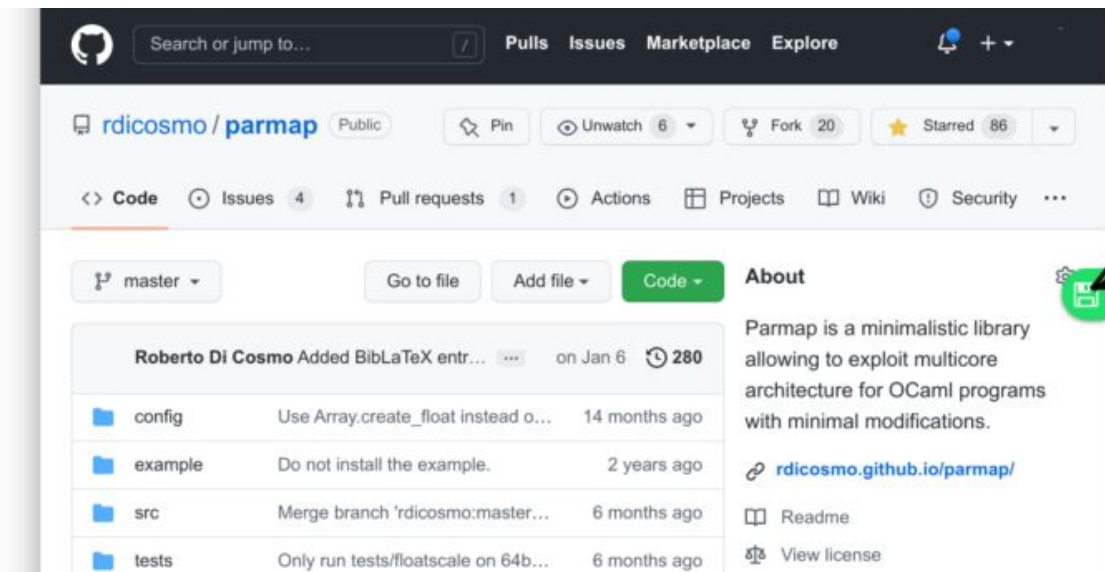 Search or jump to... / Pulls Issues Marketplace Explore
rdicosmo / parmap Public Pin Unwatch 6 Fork 20 Starred 86
Code Issues 4 Pull requests 1 Actions Projects Wiki Security ...
master Go to file Add file Code About
Parmap is a minimalistic library
allowing to exploit multicore
architecture for OCaml programs
with minimal modifications.
rdicosmo.github.io/parmap/
Readme
View license
Roberto Di Cosmo Added BibLaTeX entr... ... on Jan 6 280
config Use Array.create_float instead o... 14 months ago
example Do not install the example. 2 years ago
src Merge branch 'rdicosmo:master... 6 months ago
tests Only run tests/floatscale on 64b... 6 months ago